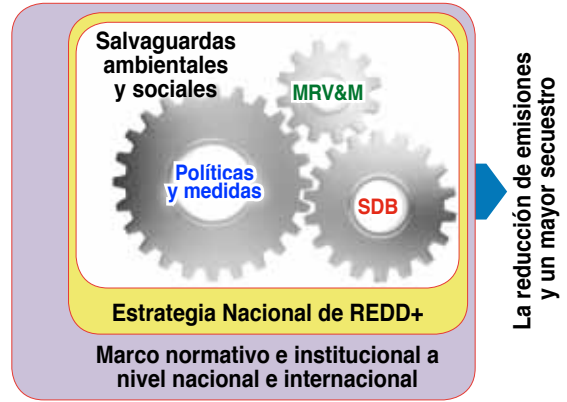 Salvaguardas
ambientales
y sociales
MRV&M
Políticas
y medidas
SDB
Estrategia Nacional de REDD+
Marco normativo e institucional a
nivel nacional e internacional
La reducción de emisiones
y un mayor secuestro